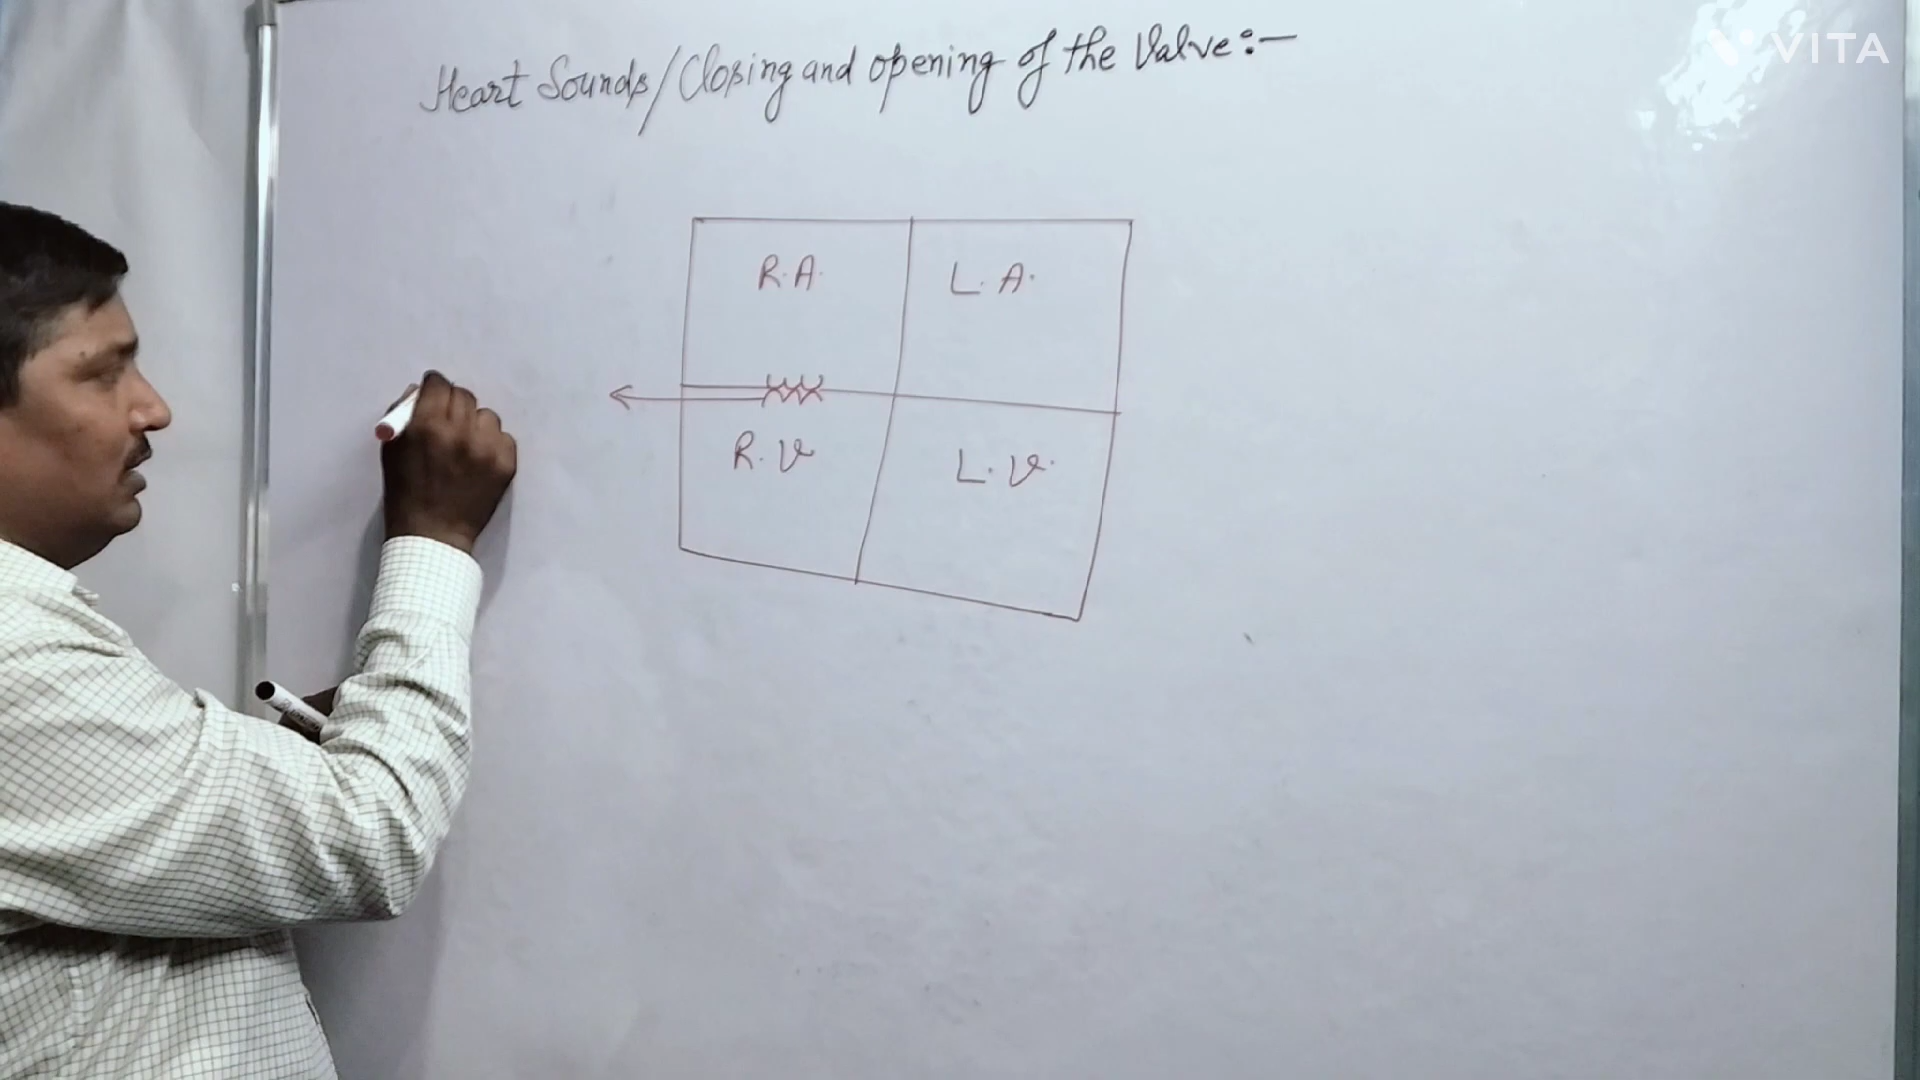 Heart Sounds/Closing and opening of the Valve:-
VITA
R.A. L.A.
R.V L.V.